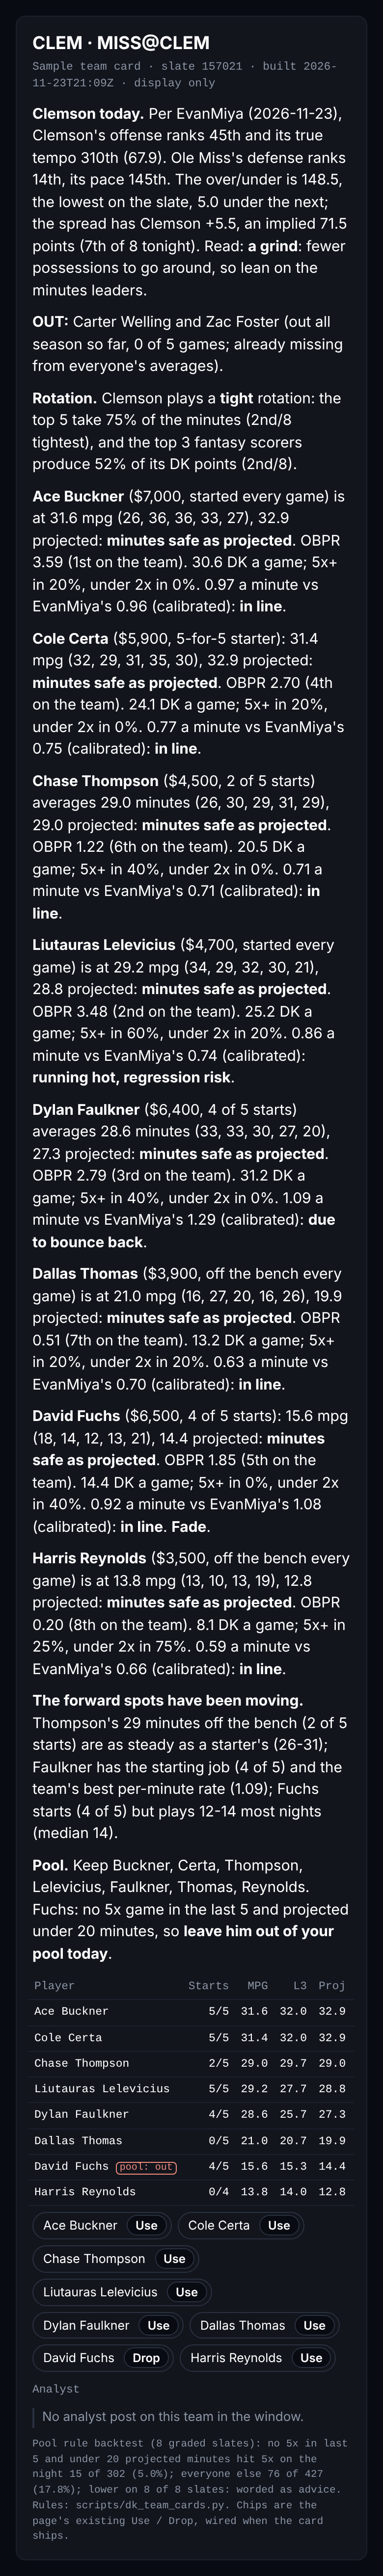 CLEM · MISS@CLEM
Sample team card · slate 157021 · built 2026-
11-23T21:09Z · display only
Clemson today. Per EvanMiya (2026-11-23),
Clemson's offense ranks 45th and its true
tempo 310th (67.9). Ole Miss's defense ranks
14th, its pace 145th. The over/under is 148.5,
the lowest on the slate, 5.0 under the next;
the spread has Clemson +5.5, an implied 71.5
points (7th of 8 tonight). Read: a grind: fewer
possessions to go around, so lean on the
minutes leaders.
OUT: Carter Welling and Zac Foster (out all
season so far, 0 of 5 games; already missing
from everyone's averages).
Rotation. Clemson plays a tight rotation: the
top 5 take 75% of the minutes (2nd/8
tightest), and the top 3 fantasy scorers
produce 52% of its DK points (2nd/8).
Ace Buckner ($7,000, started every game) is
at 31.6 mpg (26, 36, 36, 33, 27), 32.9
projected: minutes safe as projected. OBPR
3.59 (1st on the team). 30.6 DK a game; 5x+
in 20%, under 2x in 0%. 0.97 a minute vs
EvanMiya's 0.96 (calibrated): in line.
Cole Certa ($5,900, 5-for-5 starter): 31.4
mpg (32, 29, 31, 35, 30), 32.9 projected:
minutes safe as projected. OBPR 2.70 (4th
on the team). 24.1 DK a game; 5x+ in 20%,
under 2x in 0%. 0.77 a minute vs EvanMiya's
0.75 (calibrated): in line.
Chase Thompson ($4,500, 2 of 5 starts)
averages 29.0 minutes (26, 30, 29, 31, 29),
29.0 projected: minutes safe as projected.
OBPR 1.22 (6th on the team). 20.5 DK a
game; 5x+ in 40%, under 2x in 0%. 0.71 a
minute vs EvanMiya's 0.71 (calibrated): in
line.
Liutauras Lelevicius ($4,700, started every
game) is at 29.2 mpg (34, 29, 32, 30, 21),
28.8 projected: minutes safe as projected.
OBPR 3.48 (2nd on the team). 25.2 DK a
game; 5x+ in 60%, under 2x in 20%. 0.86 a
minute vs EvanMiya's 0.74 (calibrated):
running hot, regression risk.
Dylan Faulkner ($6,400, 4 of 5 starts)
averages 28.6 minutes (33, 33, 30, 27, 20),
27.3 projected: minutes safe as projected.
OBPR 2.79 (3rd on the team). 31.2 DK a
game; 5x+ in 40%, under 2x in 0%. 1.09 a
minute vs EvanMiya's 1.29 (calibrated): due
to bounce back.
Dallas Thomas ($3,900, off the bench every
game) is at 21.0 mpg (16, 27, 20, 16, 26), 19.9
projected: minutes safe as projected. OBPR
0.51 (7th on the team). 13.2 DK a game; 5x+
in 20%, under 2x in 20%. 0.63 a minute vs
EvanMiya's 0.70 (calibrated): in line.
David Fuchs ($6,500, 4 of 5 starts): 15.6 mpg
(18, 14, 12, 13, 21), 14.4 projected: minutes
safe as projected. OBPR 1.85 (5th on the
team). 14.4 DK a game; 5x+ in 0%, under 2x
in 40%. 0.92 a minute vs EvanMiya's 1.08
(calibrated): in line. Fade.
Harris Reynolds ($3,500, off the bench every
game) is at 13.8 mpg (13, 10, 13, 19), 12.8
projected: minutes safe as projected. OBPR
0.20 (8th on the team). 8.1 DK a game; 5x+ in
25%, under 2x in 75%. 0.59 a minute vs
EvanMiya's 0.66 (calibrated): in line.
The forward spots have been moving.
Thompson's 29 minutes off the bench (2 of 5
starts) are as steady as a starter's (26-31);
Faulkner has the starting job (4 of 5) and the
team's best per-minute rate (1.09); Fuchs
starts (4 of 5) but plays 12-14 most nights
(median 14).
Pool. Keep Buckner, Certa, Thompson,
Lelevicius, Faulkner, Thomas, Reynolds.
Fuchs: no 5x game in the last 5 and projected
under 20 minutes, so leave him out of your
pool today.
Player Starts MPG L3 Proj
Ace Buckner 5/5 31.6 32.0 32.9
Cole Certa 5/5 31.4 32.0 32.9
Chase Thompson 2/5 29.0 29.7 29.0
Liutauras Lelevicius 5/5 29.2 27.7 28.8
Dylan Faulkner 4/5 28.6 25.7 27.3
Dallas Thomas 0/5 21.0 20.7 19.9
David Fuchs pool: out 4/5 15.6 15.3 14.4
Harris Reynolds 0/4 13.8 14.0 12.8
Ace Buckner Use Cole Certa Use
Chase Thompson Use
Liutauras Lelevicius Use
Dylan Faulkner Use Dallas Thomas Use
David Fuchs Drop Harris Reynolds Use
Analyst
No analyst post on this team in the window.
Pool rule backtest (8 graded slates): no 5x in last
5 and under 20 projected minutes hit 5x on the
night 15 of 302 (5.0%); everyone else 76 of 427
(17.8%); lower on 8 of 8 slates: worded as advice.
Rules: scripts/dk_team_cards.py. Chips are the
page's existing Use / Drop, wired when the card
ships.